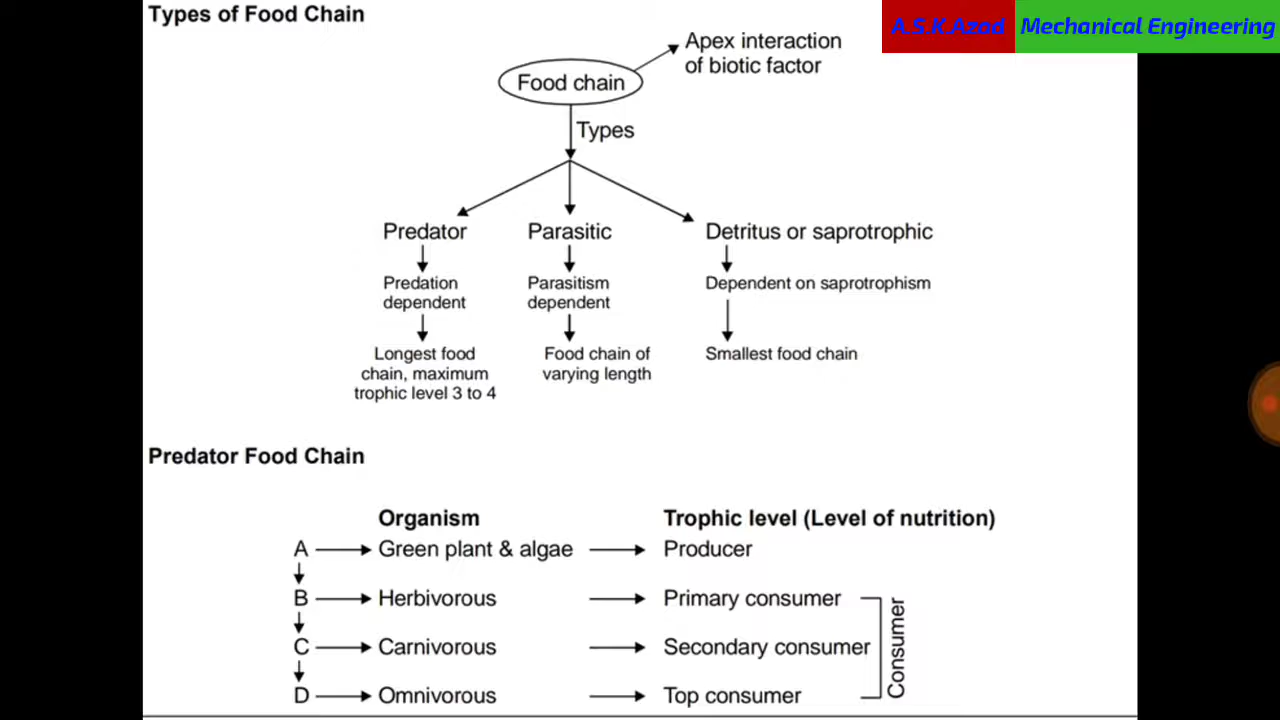 Types of Food Chain
A.S.K.Azad Mechanical Engineering
Apex interaction
of biotic factor
Food chain
Types
Predator
Parasitic
Detritus or saprotrophic
Predation
dependent
Parasitism
dependent
Dependent on saprotrophism
Longest food
chain, maximum
trophic level 3 to 4
Food chain of
varying length
Smallest food chain
Predator Food Chain
Organism Trophic level (Level of nutrition)
A Green plant & algae Producer
B Herbivorous Primary consumer
C Carnivorous Secondary consumer
D Omnivorous Top consumer
Consumer